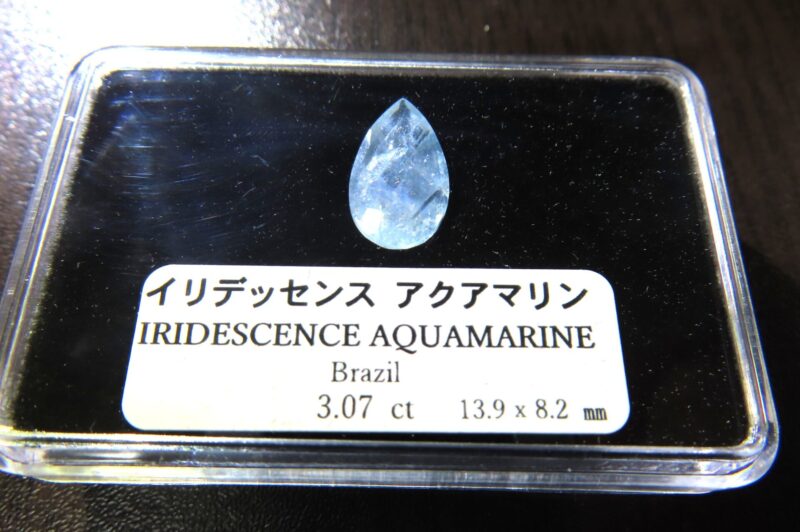 イリデッセンス アクアマリン
IRIDESCENCE AQUAMARINE
Brazil
3.07 ct 13.9 x 8.2 ㎜